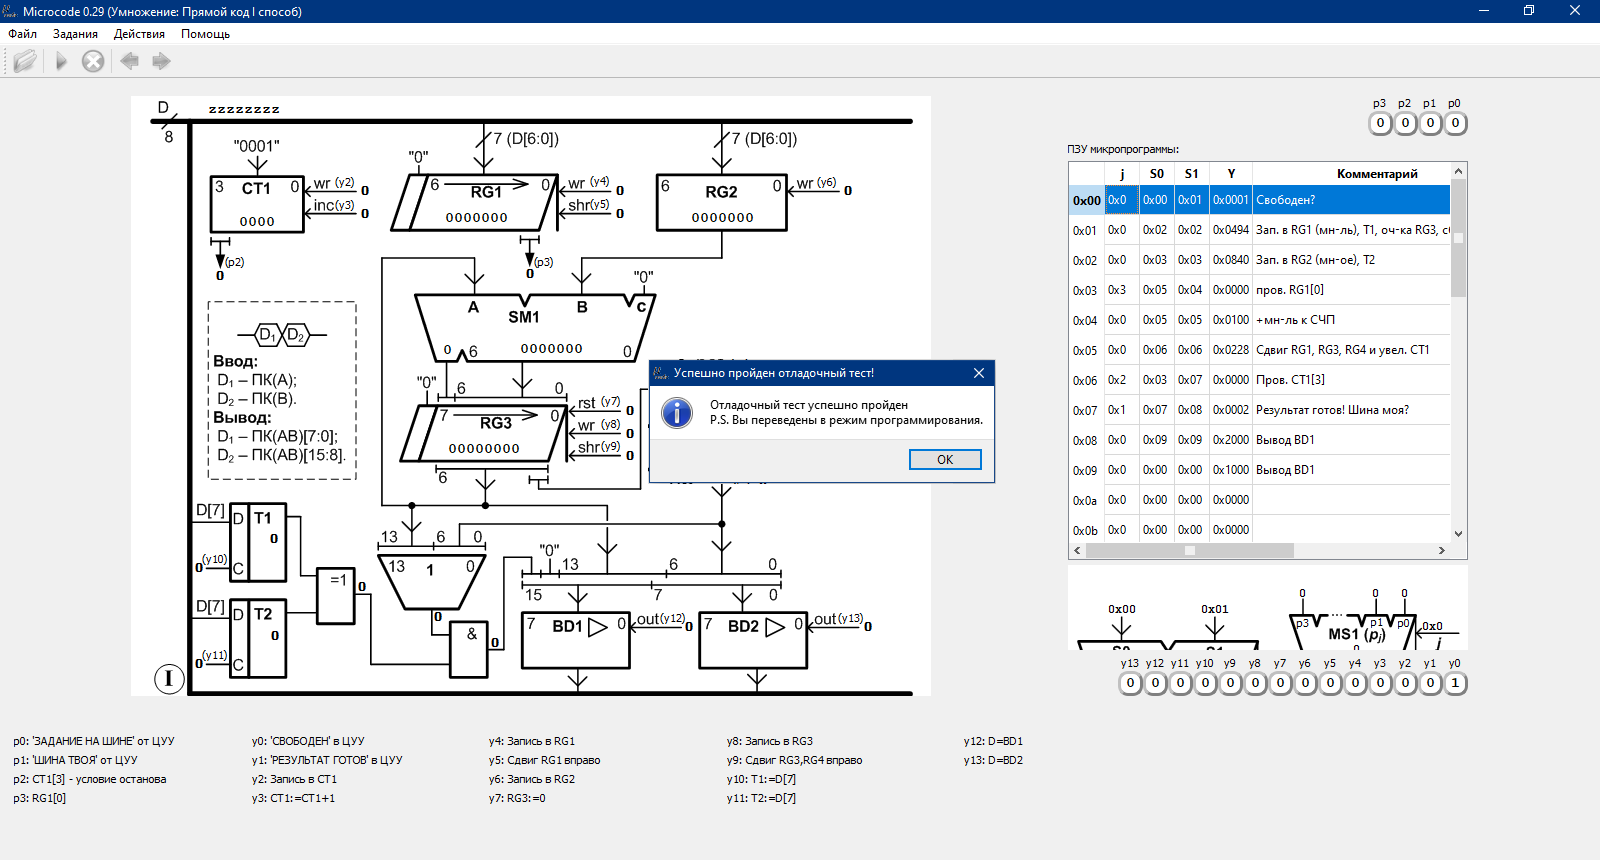 Microcode 0.29 (Умножение: Прямой код I способ)
Файл Задания Действия Помощь
D zzzzzzzz
8
"0001"
3 CT1 0
0000
wr (y2) 0
inc(y3) 0
(p2)
0
7 (D[6:0])
"0"
6 RG1 0
0000000
wr (y4) 0
shr(y5) 0
(p3)
0
7 (D[6:0])
6 RG2 0
0000000
wr(y6) 0
"0"
A B C
SM1
0 6 0000000 0
D1 D2
Ввод:
D1 – ПК(A);
D2 – ПК(B).
Вывод:
D1 – ПК(AB)[7:0];
D2 – ПК(AB)[15:8].
"0" 6 0
7 RG3 0
00000000
rst (y7) 0
wr (y8) 0
shr(y9) 0
6
Успешно пройден отладочный тест!
Отладочный тест успешно пройден
P.S. Вы переведены в режим программирования.
OK
D[7] D T1
0
0(y10) C
D[7] D T2
0
0(y11) C
=1 0
13 6 0
13 1 0
0
& 0
"0" 13 6 0
15 7 0
7 BD1 0 out(y12) 0
7 BD2 0 out(y13) 0
I
p3 p2 p1 p0
0 0 0 0
ПЗУ микропрограммы:
j S0 S1 Y Комментарий
0x00 0x0 0x00 0x01 0x0001 Свободен?
0x01 0x0 0x02 0x02 0x0494 Зап. в RG1 (мн-ль), T1, оч-ка RG3, сб
0x02 0x0 0x03 0x03 0x0840 Зап. в RG2 (мн-ое), T2
0x03 0x3 0x05 0x04 0x0000 пров. RG1[0]
0x04 0x0 0x05 0x05 0x0100 +мн-ль к СЧП
0x05 0x0 0x06 0x06 0x0228 Сдвиг RG1, RG3, RG4 и увел. CT1
0x06 0x2 0x03 0x07 0x0000 Пров. CT1[3]
0x07 0x1 0x07 0x08 0x0002 Результат готов! Шина моя?
0x08 0x0 0x09 0x09 0x2000 Вывод BD1
0x09 0x0 0x00 0x00 0x1000 Вывод BD1
0x0a 0x0 0x00 0x00 0x0000
0x0b 0x0 0x00 0x00 0x0000
0x00 0x01 0 0 0
p3 ... p1 p0
MS1 (pj) 0x0
j
y13 y12 y11 y10 y9 y8 y7 y6 y5 y4 y3 y2 y1 y0
0 0 0 0 0 0 0 0 0 0 0 0 0 1
p0: 'ЗАДАНИЕ НА ШИНЕ' от ЦУУ
p1: 'ШИНА ТВОЯ' от ЦУУ
p2: CT1[3] - условие останова
p3: RG1[0]
y0: 'СВОБОДЕН' в ЦУУ
y1: 'РЕЗУЛЬТАТ ГОТОВ' в ЦУУ
y2: Запись в CT1
y3: CT1:=CT1+1
y4: Запись в RG1
y5: Сдвиг RG1 вправо
y6: Запись в RG2
y7: RG3:=0
y8: Запись в RG3
y9: Сдвиг RG3,RG4 вправо
y10: T1:=D[7]
y11: T2:=D[7]
y12: D=BD1
y13: D=BD2